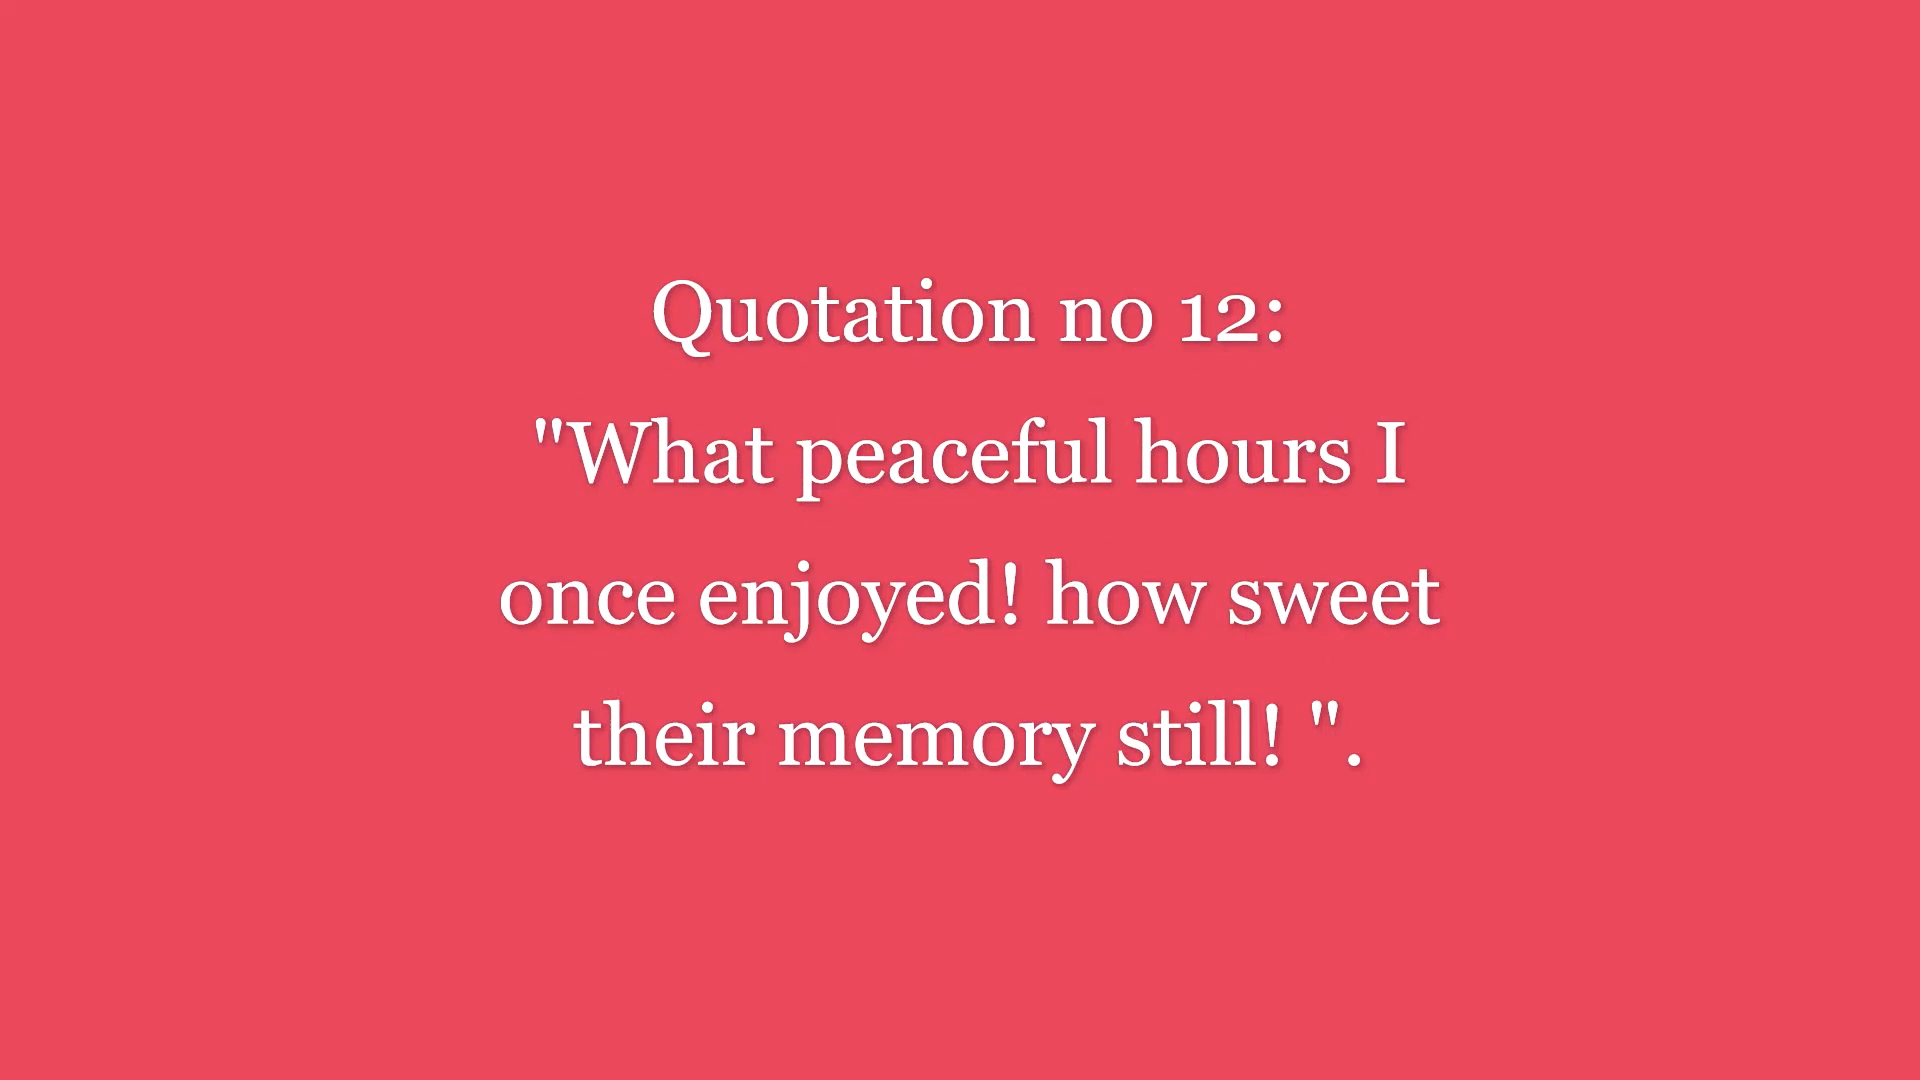 Quotation no 12:
"What peaceful hours I
once enjoyed! how sweet
their memory still! ".